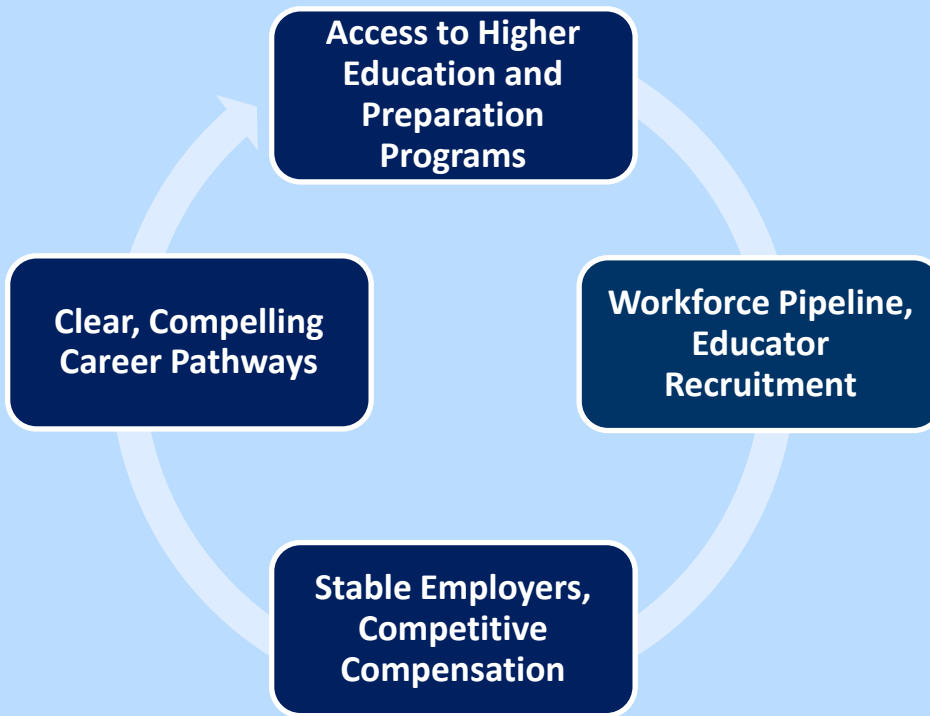 Access to Higher
Education and
Preparation
Programs
Workforce Pipeline,
Educator
Recruitment
Stable Employers,
Competitive
Compensation
Clear, Compelling
Career Pathways